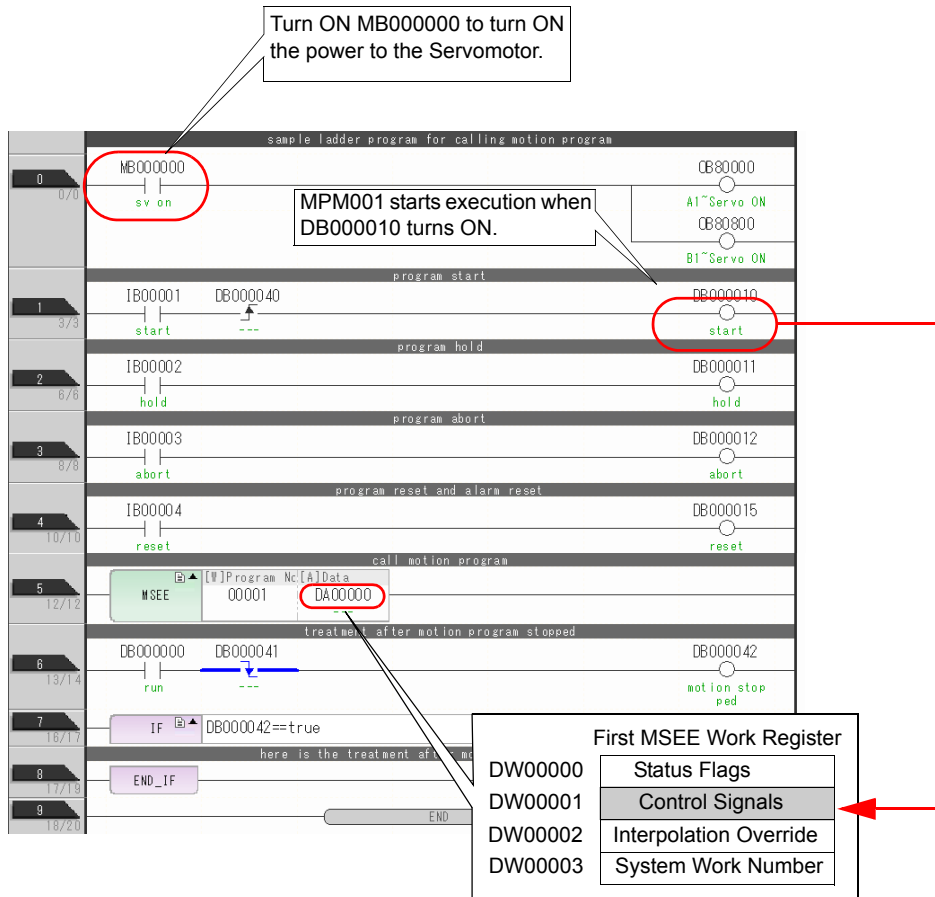 Turn ON MB000000 to turn ON
the power to the Servomotor.
sample ladder program for calling motion program
0
0/0
MB000000
sv on
OB80000
A1~Servo ON
MPM001 starts execution when
DB000010 turns ON.
OB80800
B1~Servo ON
program start
1
3/3
IB00001 DB000040 DB000010
start --- start
program hold
2
6/6
IB00002 DB000011
hold hold
program abort
3
8/8
IB00003 DB000012
abort abort
program reset and alarm reset
4
10/10
IB00004 DB000015
reset reset
call motion program
5
12/12
MSEE
[W]Program No [A]Data
00001 DA00000
---
treatment after motion program stopped
6
13/14
DB000000 DB000041 DB000042
run --- motion stop
ped
7
16/17
IF DB000042==true
here is the treatment after mo
8
17/19
END_IF
9
18/20
END
First MSEE Work Register
DW00000 Status Flags
DW00001 Control Signals
DW00002 Interpolation Override
DW00003 System Work Number